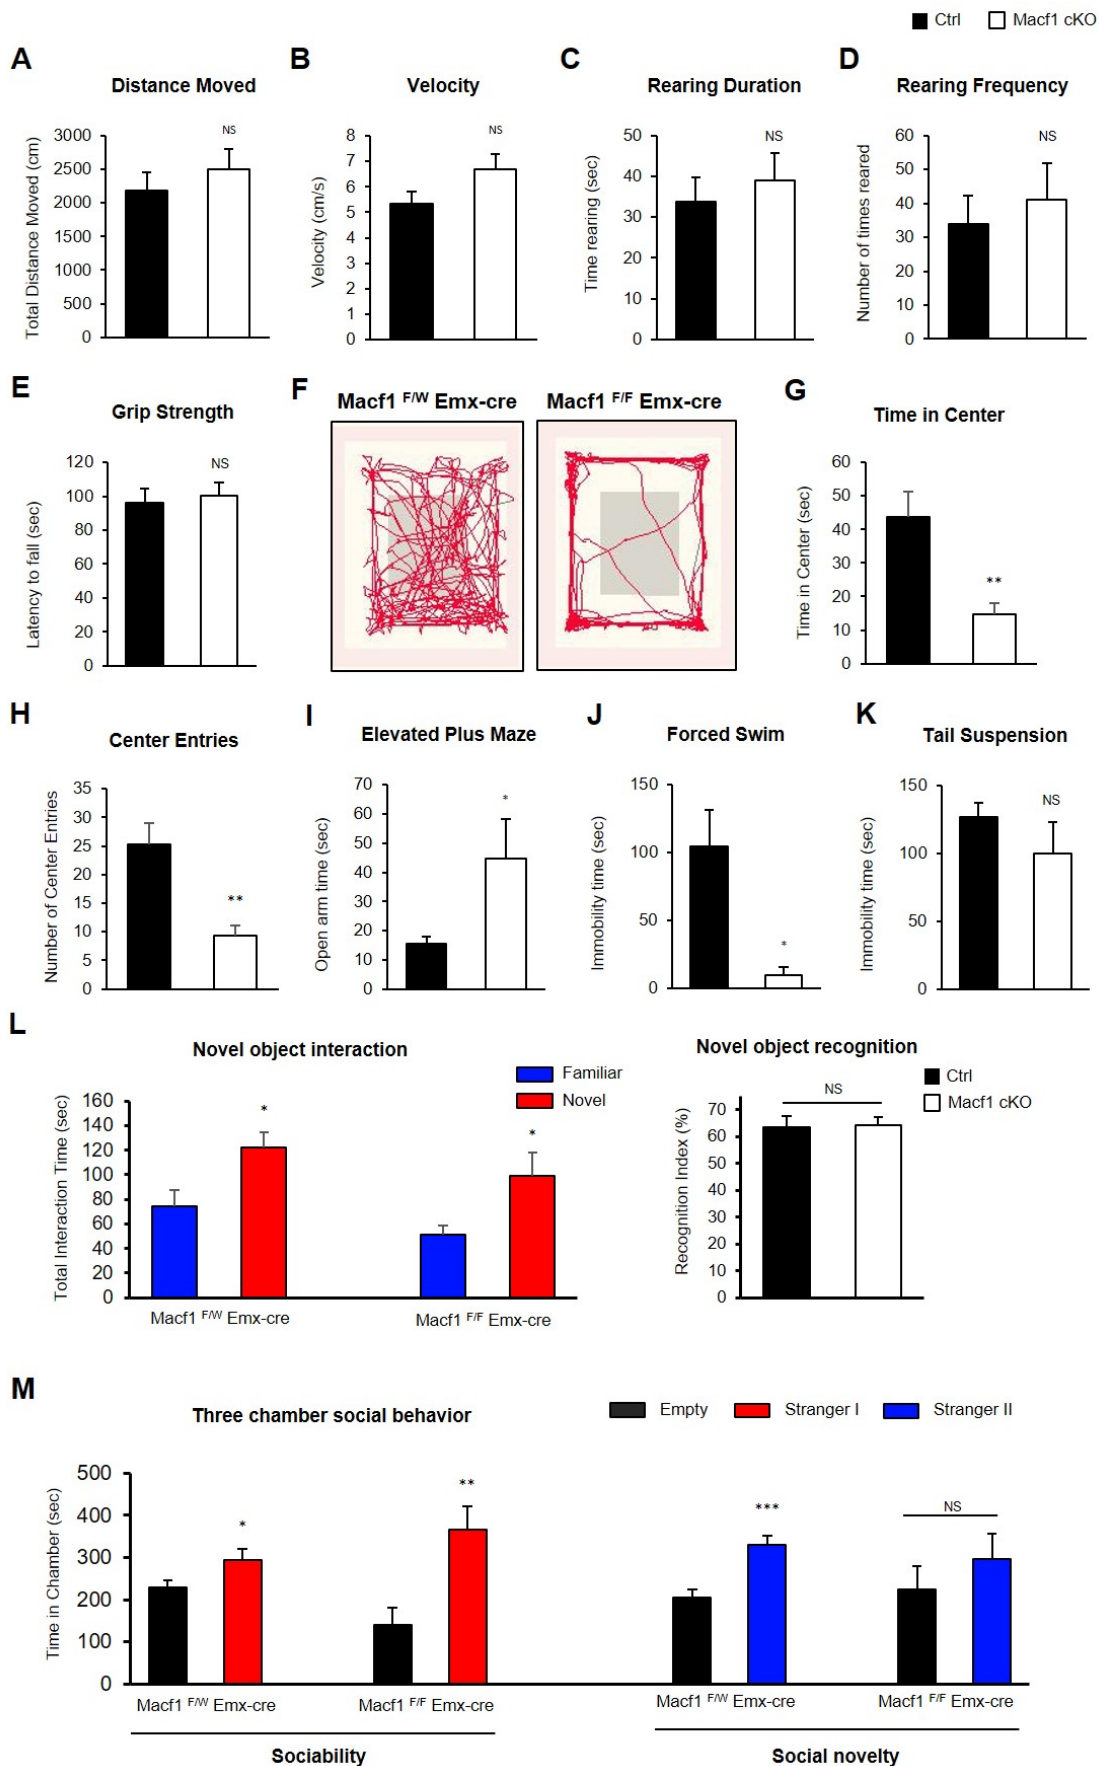 Ctrl Macf1 cKO
A B C D
Distance Moved Velocity Rearing Duration Rearing Frequency
Total Distance Moved (cm)
3000
2500
2000
1500
1000
500
0
NS
Velocity (cm/s)
8
7
6
5
4
3
2
1
0
NS
Time rearing (sec)
50
40
30
20
10
0
NS
Number of times reared
60
50
40
30
20
10
0
NS
E F G
Grip Strength Macf1 F/W Emx-cre Macf1 F/F Emx-cre Time in Center
Latency to fall (sec)
120
100
80
60
40
20
0
NS
Time in Center (sec)
60
50
40
30
20
10
0
**
H I J K
Center Entries Elevated Plus Maze Forced Swim Tail Suspension
Number of Center Entries
35
30
25
20
15
10
5
0
**
Open arm time (sec)
70
60
50
40
30
20
10
0
*
Immobility time (sec)
150
100
50
0
*
Immobility time (sec)
150
100
50
0
NS
L
Novel object interaction
Familiar
Novel
Total Interaction Time (sec)
160
140
120
100
80
60
40
20
0
* *
Macf1 F/W Emx-cre Macf1 F/F Emx-cre
Novel object recognition
Ctrl
Macf1 cKO
Recognition Index (%)
70
60
50
40
30
20
10
0
NS
M
Three chamber social behavior
Empty Stranger I Stranger II
Time in Chamber (sec)
500
400
300
200
100
0
* ** *** NS
Macf1 F/W Emx-cre Macf1 F/F Emx-cre Macf1 F/W Emx-cre Macf1 F/F Emx-cre
Sociability Social novelty